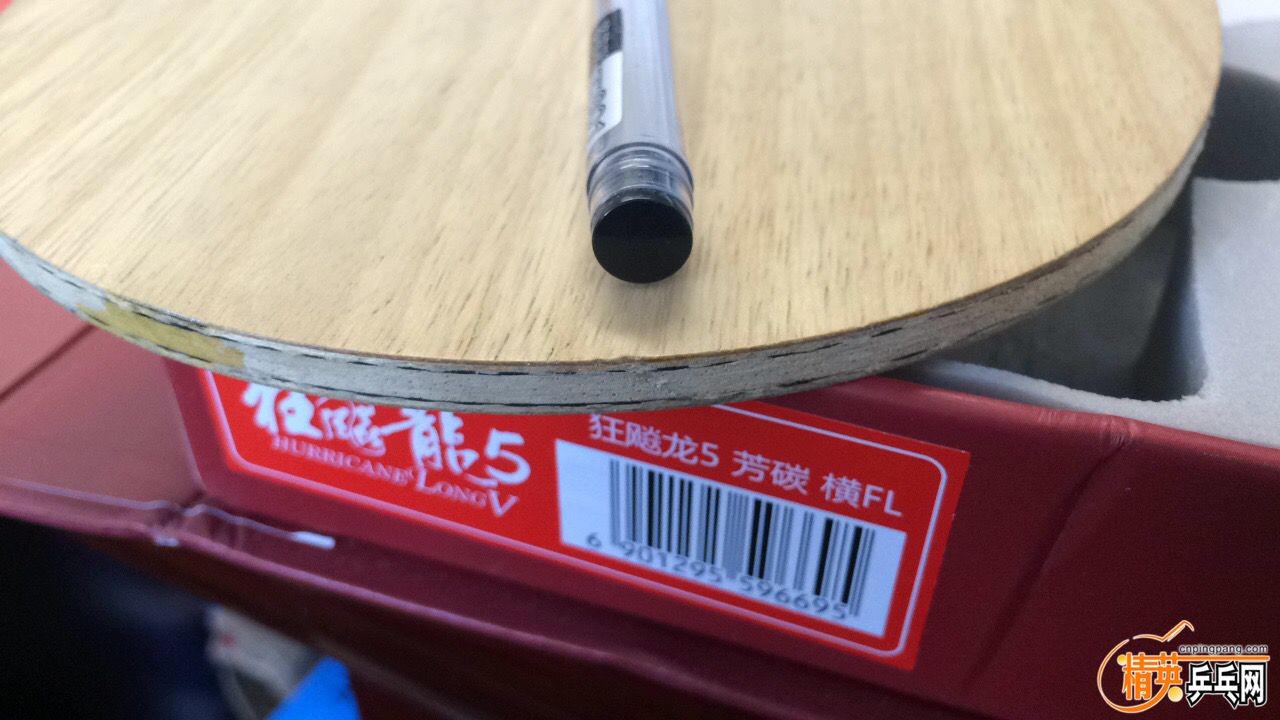 狂飚龍5
HURRICANE LONG V
狂飚龙5 芳碳 横FL
6 901295 596695
cnpingpang.com
精英乒乓网